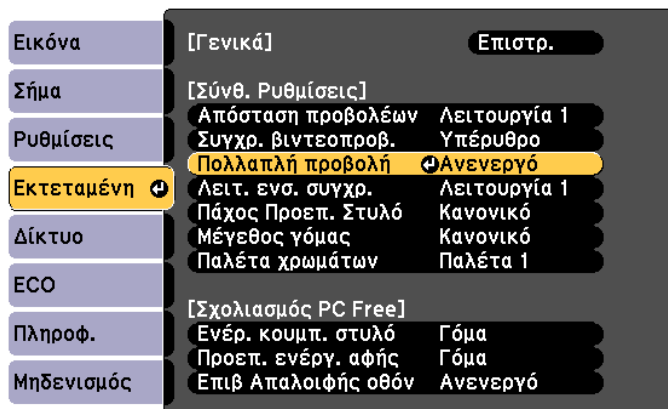 Εικόνα
Σήμα
Ρυθμίσεις
Εκτεταμένη
Δίκτυο
ECO
Πληροφ.
Μηδενισμός
[Γενικά] Επιστρ.
[Σύνθ. Ρυθμίσεις]
Απόσταση προβολέων Λειτουργία 1
Συγχρ. βιντεοπροβ. Υπέρυθρο
Πολλαπλή προβολή Ανενεργό
Λειτ. ενσ. συγχρ. Λειτουργία 1
Πάχος Προεπ. Στυλό Κανονικό
Μέγεθος γόμας Κανονικό
Παλέτα χρωμάτων Παλέτα 1
[Σχολιασμός PC Free]
Ενέρ. κουμπ. στυλό Γόμα
Προεπ. ενέργ. αφής Γόμα
Επιβ Απαλοιφής οθόν Ανενεργό